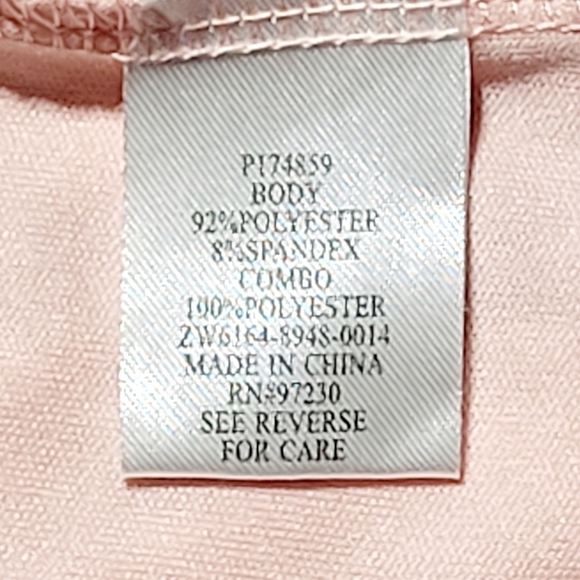 P174859
BODY
92%POLYESTER
8%SPANDEX
COMBO
100%POLYESTER
ZW6164-8948-0014
MADE IN CHINA
RN#97230
SEE REVERSE
FOR CARE